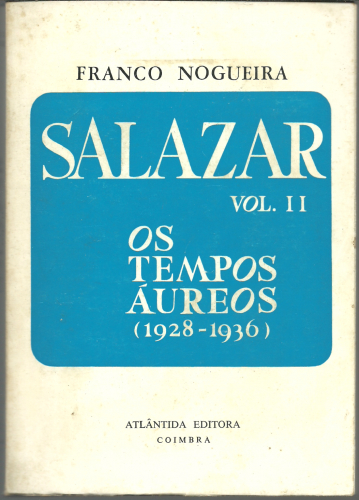 FRANCO NOGUEIRA
SALAZAR
VOL. II
OS
TEMPOS
ÁUREOS
(1928-1936)
ATLÂNTIDA EDITORA
COIMBRA